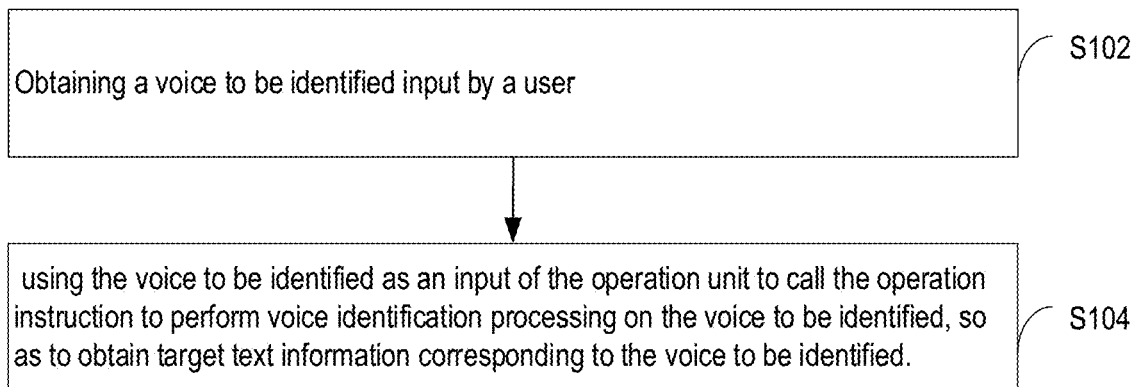 S102
Obtaining a voice to be identified input by a user
using the voice to be identified as an input of the operation unit to call the operation
instruction to perform voice identification processing on the voice to be identified, so
as to obtain target text information corresponding to the voice to be identified.
S104